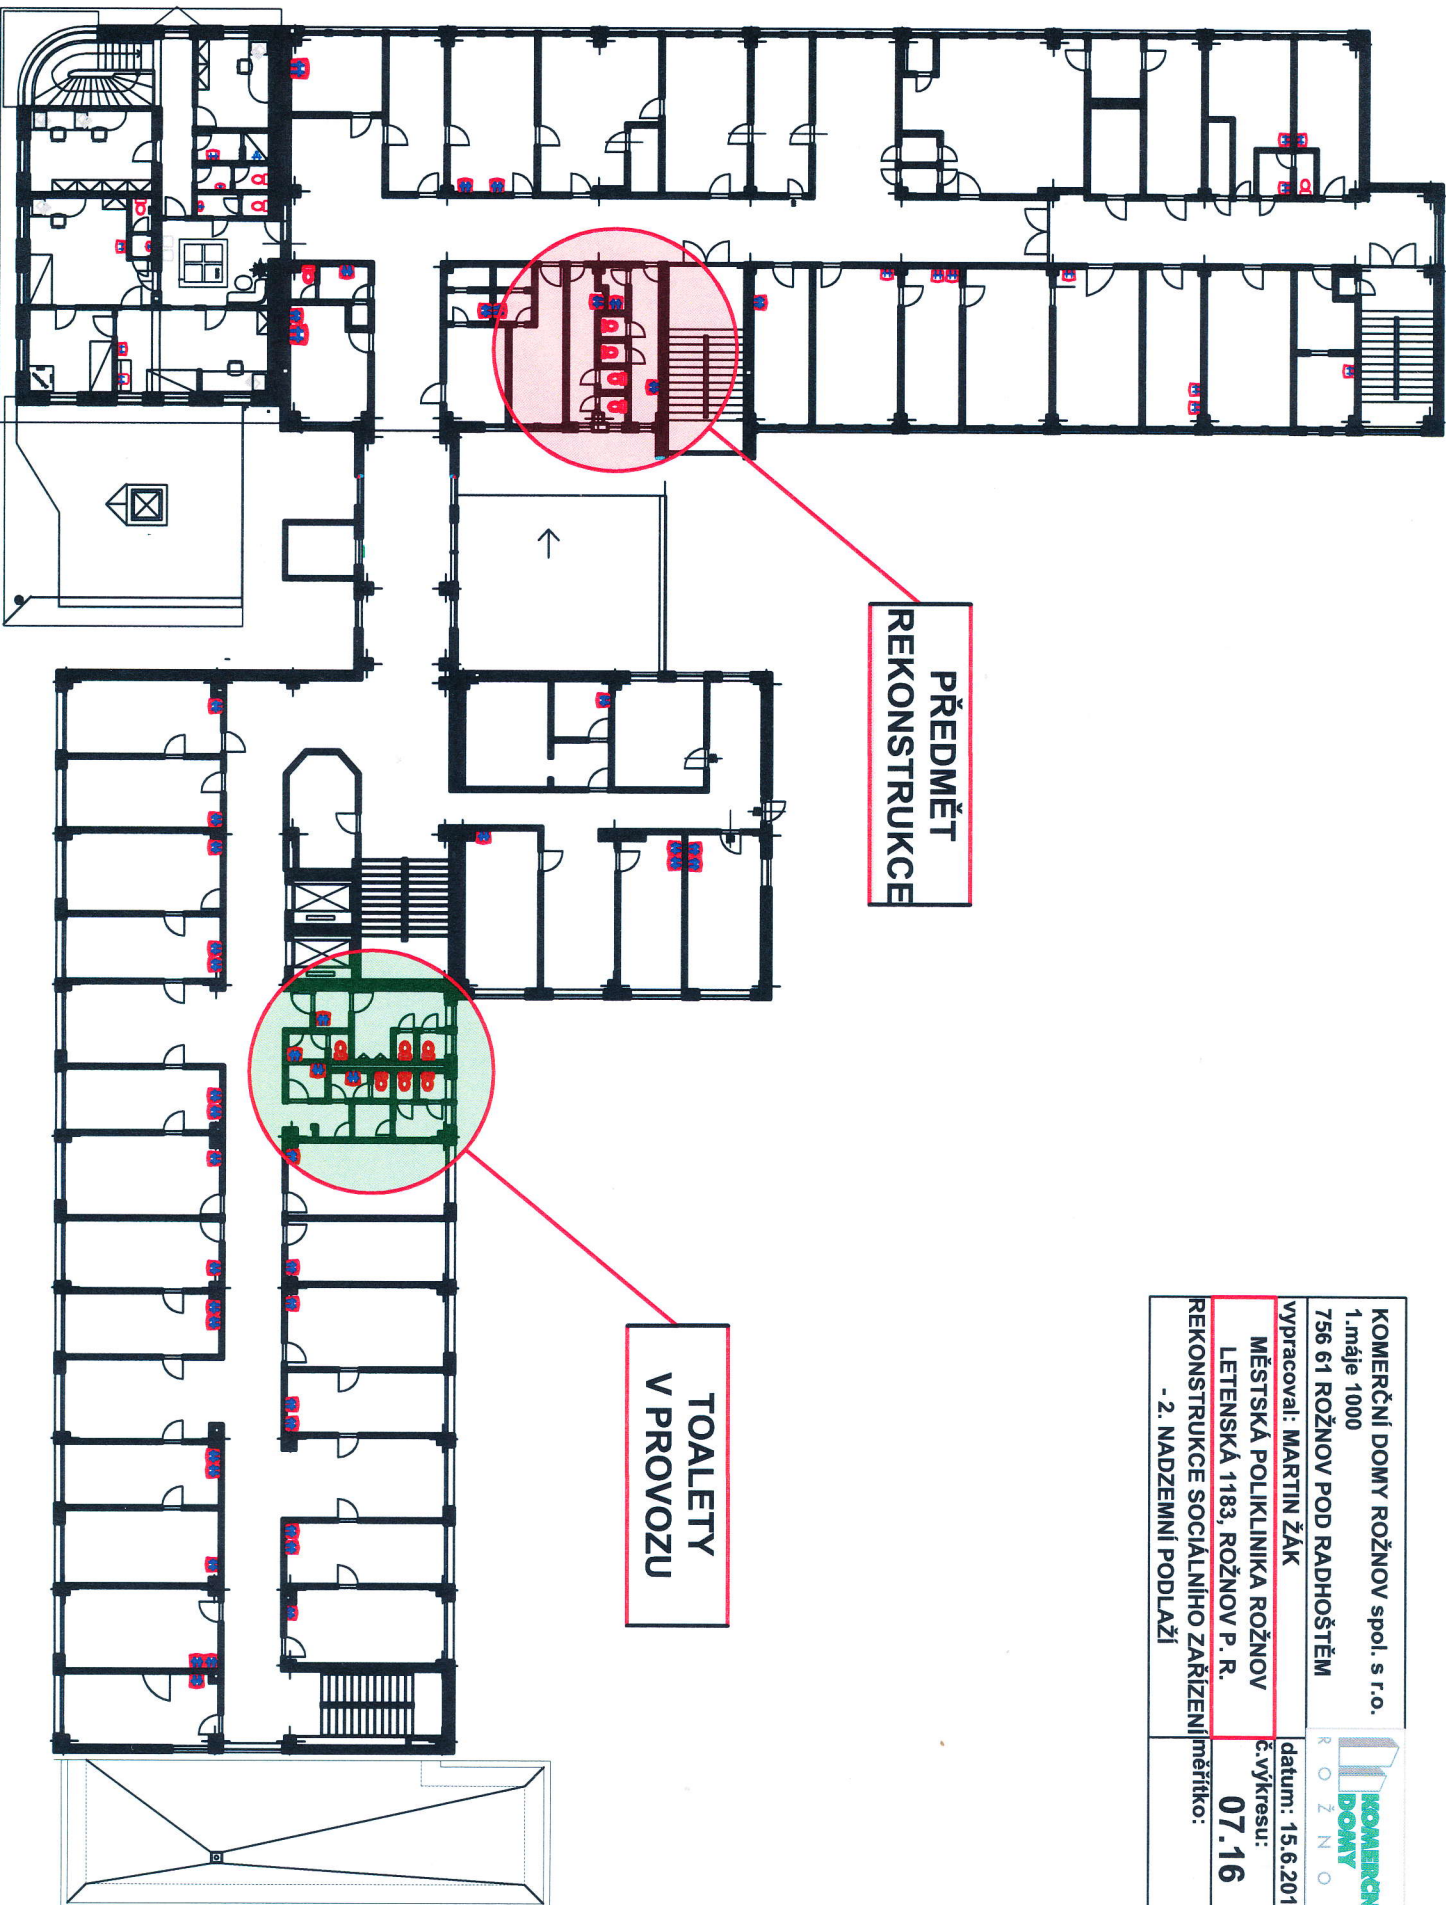 PŘEDMĚT
REKONSTRUKCE
TOALETY
V PROVOZU
KOMERČNÍ DOMY ROŽNOV spol. s r.o.
1.máje 1000
756 61 ROŽNOV POD RADHOŠTĚM
KOMERČN
DOMY
R O Ž N O
vypracoval: MARTIN ŽÁK
datum: 15.6.201
MĚSTSKÁ POLIKLINIKA ROŽNOV
LETENSKÁ 1183, ROŽNOV P. R.
č.výkresu:
07.16
REKONSTRUKCE SOCIÁLNÍHO ZAŘÍZENÍ
- 2. NADZEMNÍ PODLAŽÍ
měřítko: